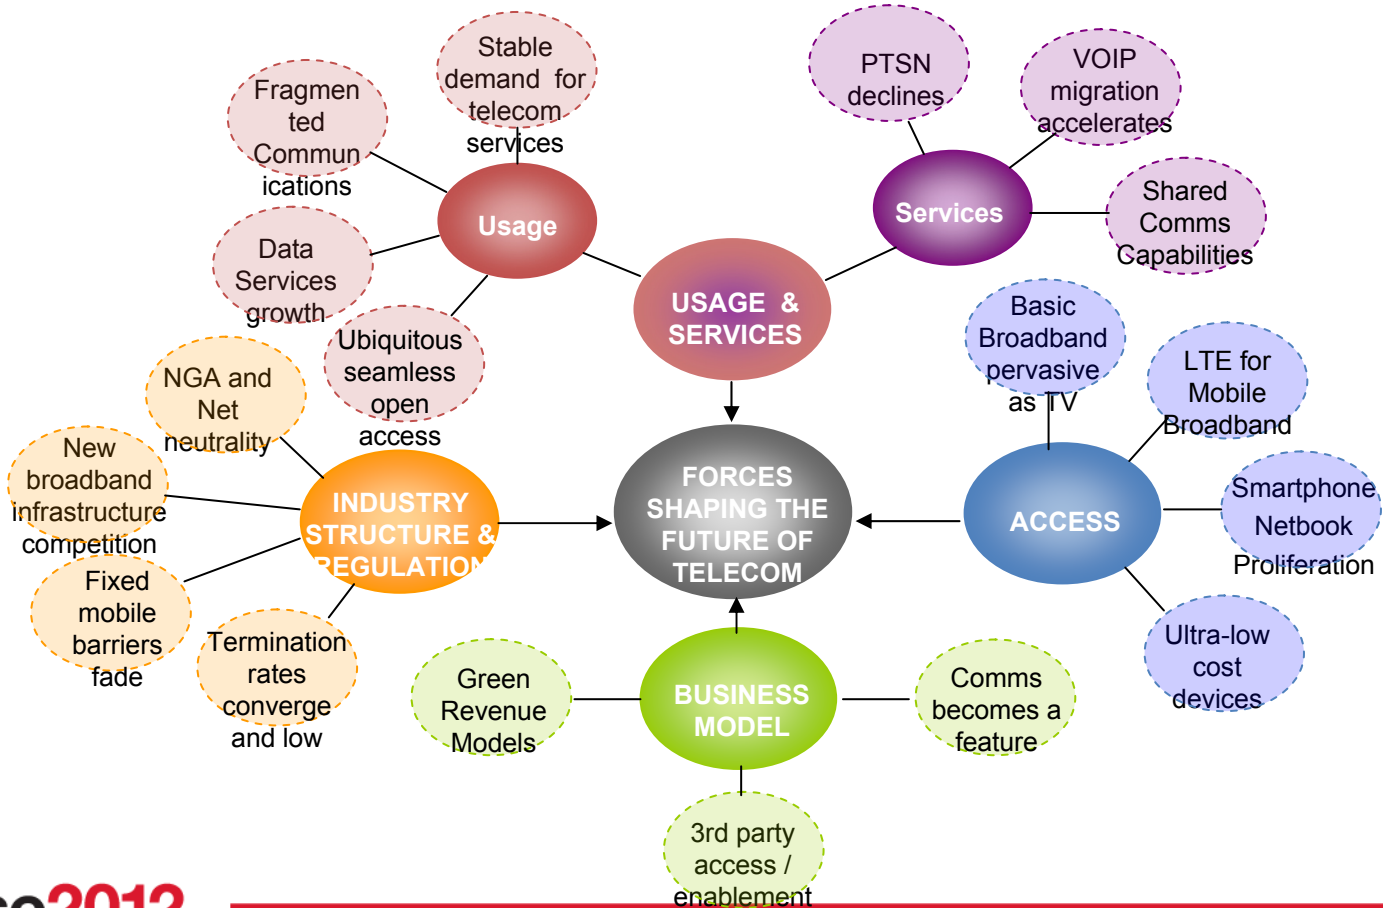 Stable
demand for
telecom
services
Fragmen
ted
Commun
ications
Data
Services
growth
Ubiquitous
seamless
open
access
Usage
PTSN
declines
VOIP
migration
accelerates
Shared
Comms
Capabilities
Services
USAGE &
SERVICES
Basic
Broadband
pervasive
as TV
LTE for
Mobile
Broadband
Smartphone
Netbook
Proliferation
Ultra-low
cost
devices
ACCESS
NGA and
Net
neutrality
New
broadband
infrastructure
competition
Fixed
mobile
barriers
fade
Termination
rates
converge
and low
INDUSTRY
STRUCTURE &
REGULATION
FORCES
SHAPING THE
FUTURE OF
TELECOM
Green
Revenue
Models
BUSINESS
MODEL
Comms
becomes a
feature
3rd party
access /
enablement
2012